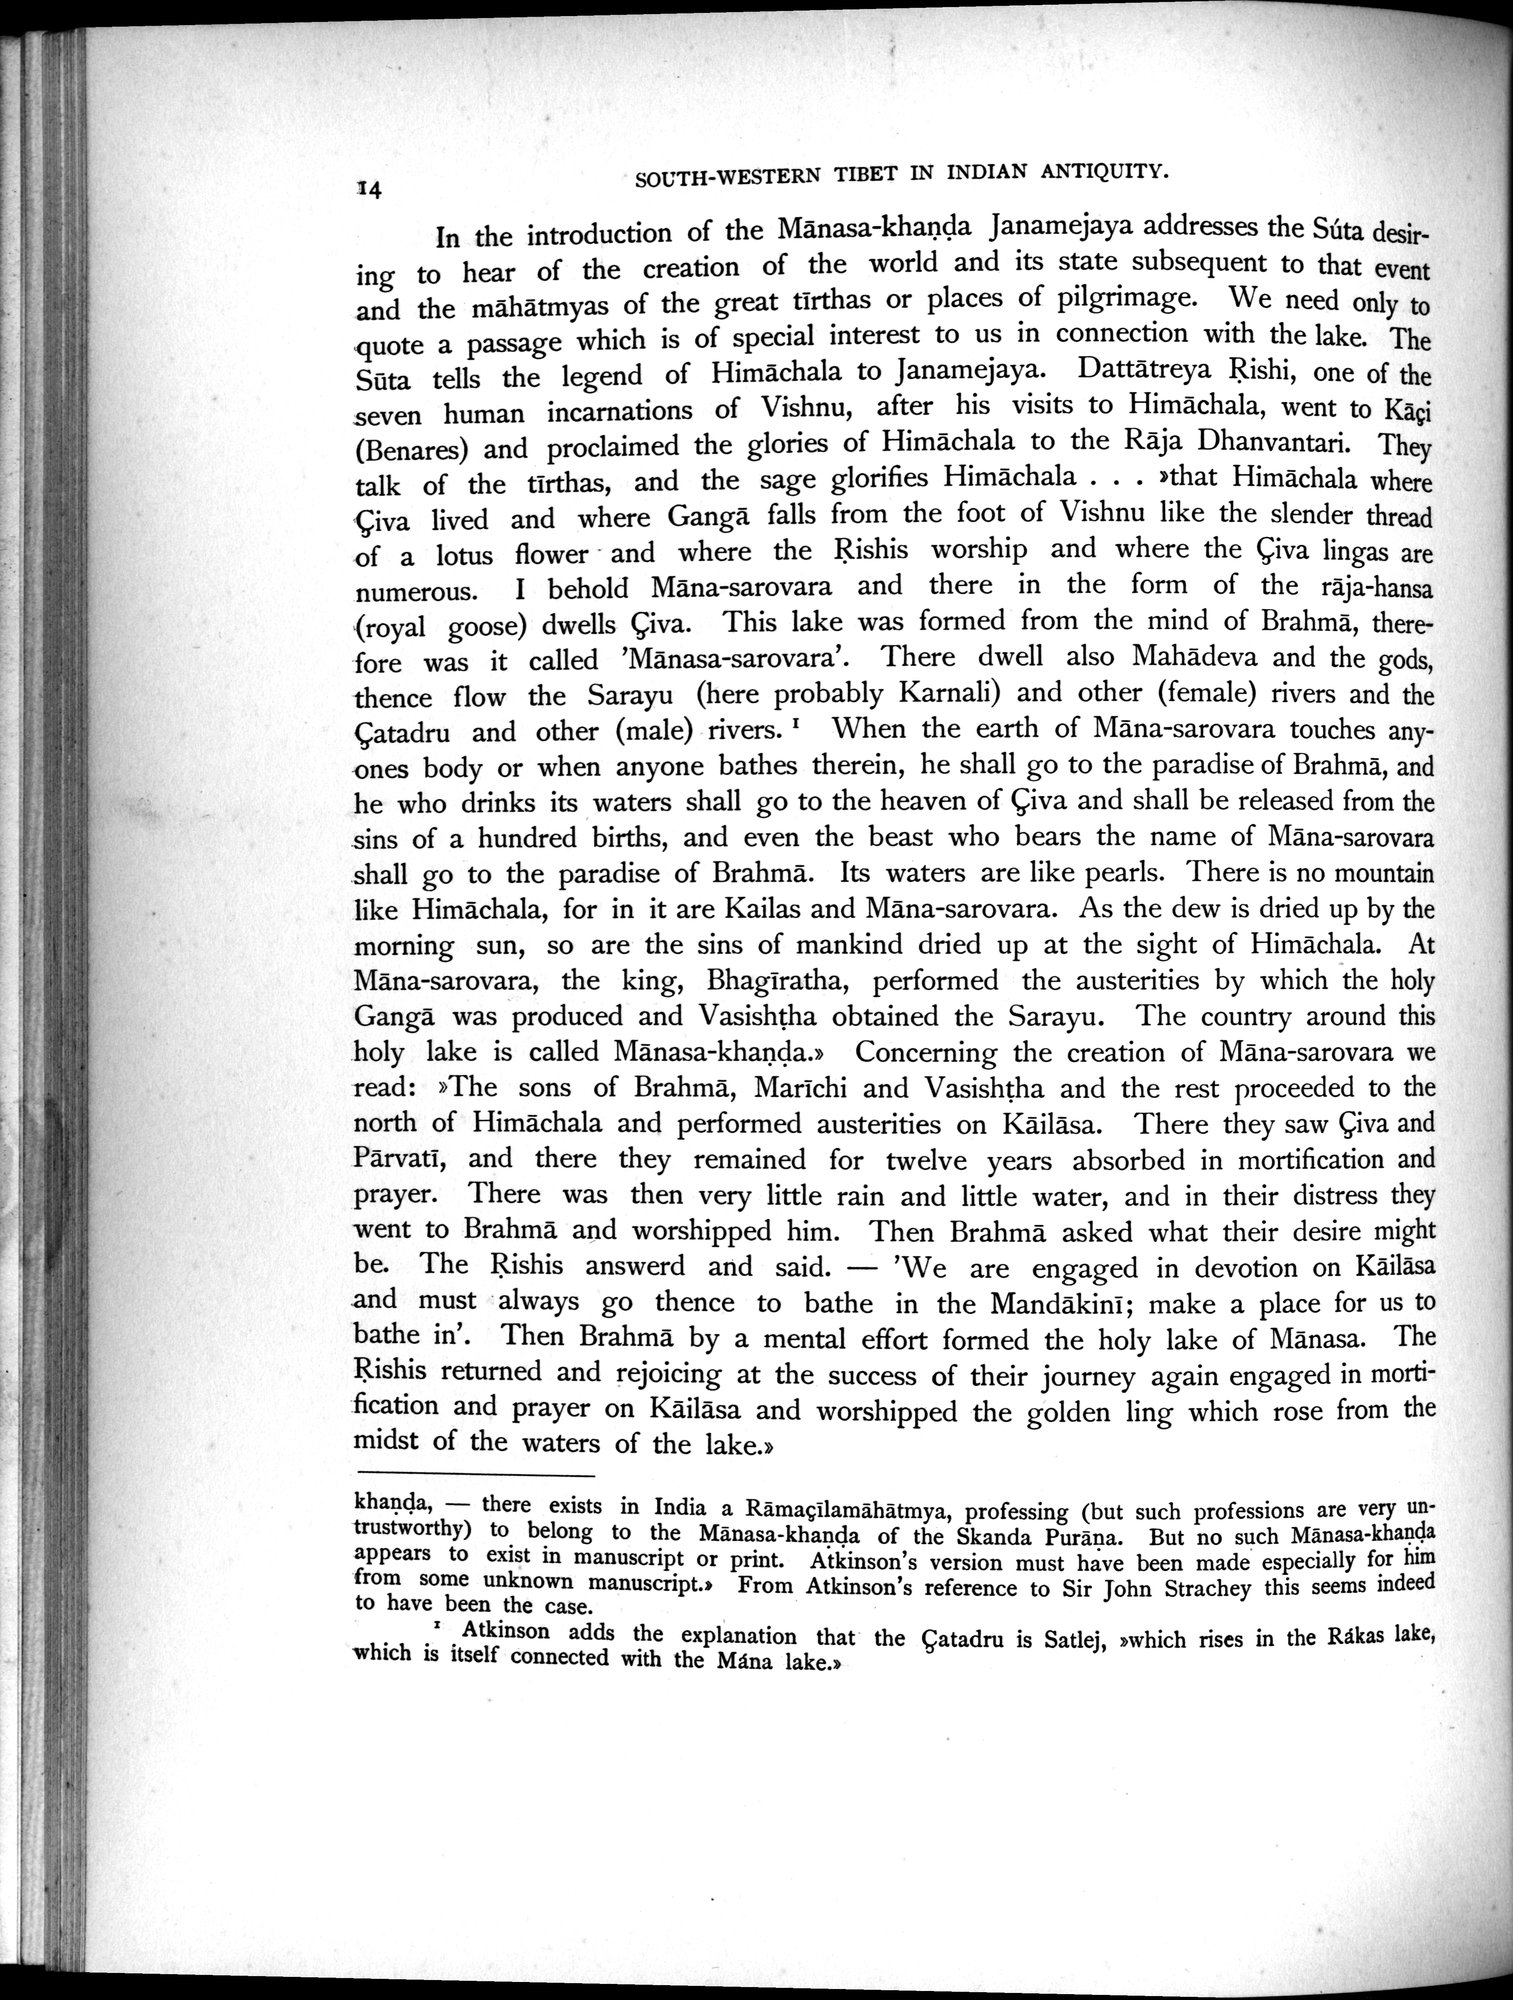 14
SOUTH-WESTERN TIBET IN INDIAN ANTIQUITY.
In the introduction of the Mānasa-khaṇḍa Janamejaya addresses the Súta desir-
ing to hear of the creation of the world and its state subsequent to that event
and the māhātmyas of the great tīrthas or places of pilgrimage. We need only to
quote a passage which is of special interest to us in connection with the lake. The
Sūta tells the legend of Himāchala to Janamejaya. Dattātreya Ṛishi, one of the
seven human incarnations of Vishnu, after his visits to Himāchala, went to Kāçi
(Benares) and proclaimed the glories of Himāchala to the Rāja Dhanvantari. They
talk of the tīrthas, and the sage glorifies Himāchala . . . »that Himāchala where
Çiva lived and where Gangā falls from the foot of Vishnu like the slender thread
of a lotus flower and where the Ṛishis worship and where the Çiva lingas are
numerous. I behold Māna-sarovara and there in the form of the rāja-hansa
(royal goose) dwells Çiva. This lake was formed from the mind of Brahmā, there-
fore was it called ’Mānasa-sarovara’. There dwell also Mahādeva and the gods,
thence flow the Sarayu (here probably Karnali) and other (female) rivers and the
Çatadru and other (male) rivers. ¹ When the earth of Māna-sarovara touches any-
ones body or when anyone bathes therein, he shall go to the paradise of Brahmā, and
he who drinks its waters shall go to the heaven of Çiva and shall be released from the
sins of a hundred births, and even the beast who bears the name of Māna-sarovara
shall go to the paradise of Brahmā. Its waters are like pearls. There is no mountain
like Himāchala, for in it are Kailas and Māna-sarovara. As the dew is dried up by the
morning sun, so are the sins of mankind dried up at the sight of Himāchala. At
Māna-sarovara, the king, Bhagīratha, performed the austerities by which the holy
Gangā was produced and Vasishṭha obtained the Sarayu. The country around this
holy lake is called Mānasa-khaṇḍa.» Concerning the creation of Māna-sarovara we
read: »The sons of Brahmā, Marīchi and Vasishṭha and the rest proceeded to the
north of Himāchala and performed austerities on Kāilāsa. There they saw Çiva and
Pārvatī, and there they remained for twelve years absorbed in mortification and
prayer. There was then very little rain and little water, and in their distress they
went to Brahmā and worshipped him. Then Brahmā asked what their desire might
be. The Ṛishis answerd and said. — ’We are engaged in devotion on Kāilāsa
and must always go thence to bathe in the Mandākinī; make a place for us to
bathe in’. Then Brahmā by a mental effort formed the holy lake of Mānasa. The
Ṛishis returned and rejoicing at the success of their journey again engaged in morti-
fication and prayer on Kāilāsa and worshipped the golden ling which rose from the
midst of the waters of the lake.»
khaṇḍa, — there exists in India a Rāmaçīlamāhātmya, professing (but such professions are very un-
trustworthy) to belong to the Mānasa-khaṇḍa of the Skanda Purāṇa. But no such Mānasa-khaṇḍa
appears to exist in manuscript or print. Atkinson’s version must have been made especially for him
from some unknown manuscript.» From Atkinson’s reference to Sir John Strachey this seems indeed
to have been the case.
¹ Atkinson adds the explanation that the Çatadru is Satlej, »which rises in the Rákas lake,
which is itself connected with the Mána lake.»